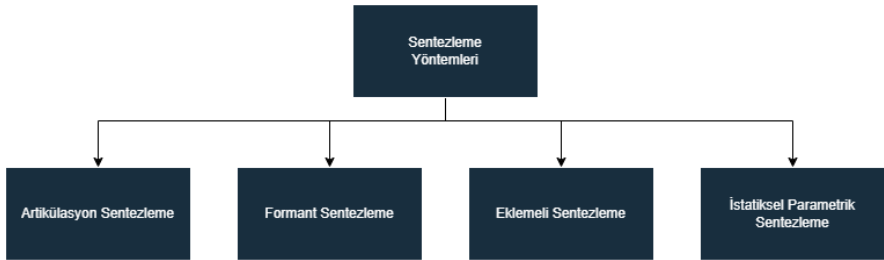 Sentezleme
Yöntemleri
Artikülasyon Sentezleme
Formant Sentezleme
Eklemeli Sentezleme
İstatiksel Parametrik
Sentezleme